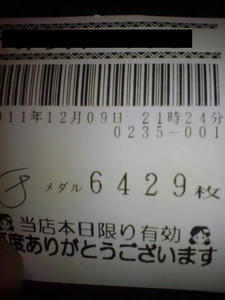 011年12月09日 21時24分
0235-001
メダル 6429枚
当店本日限り有効
毎度ありがとうございます